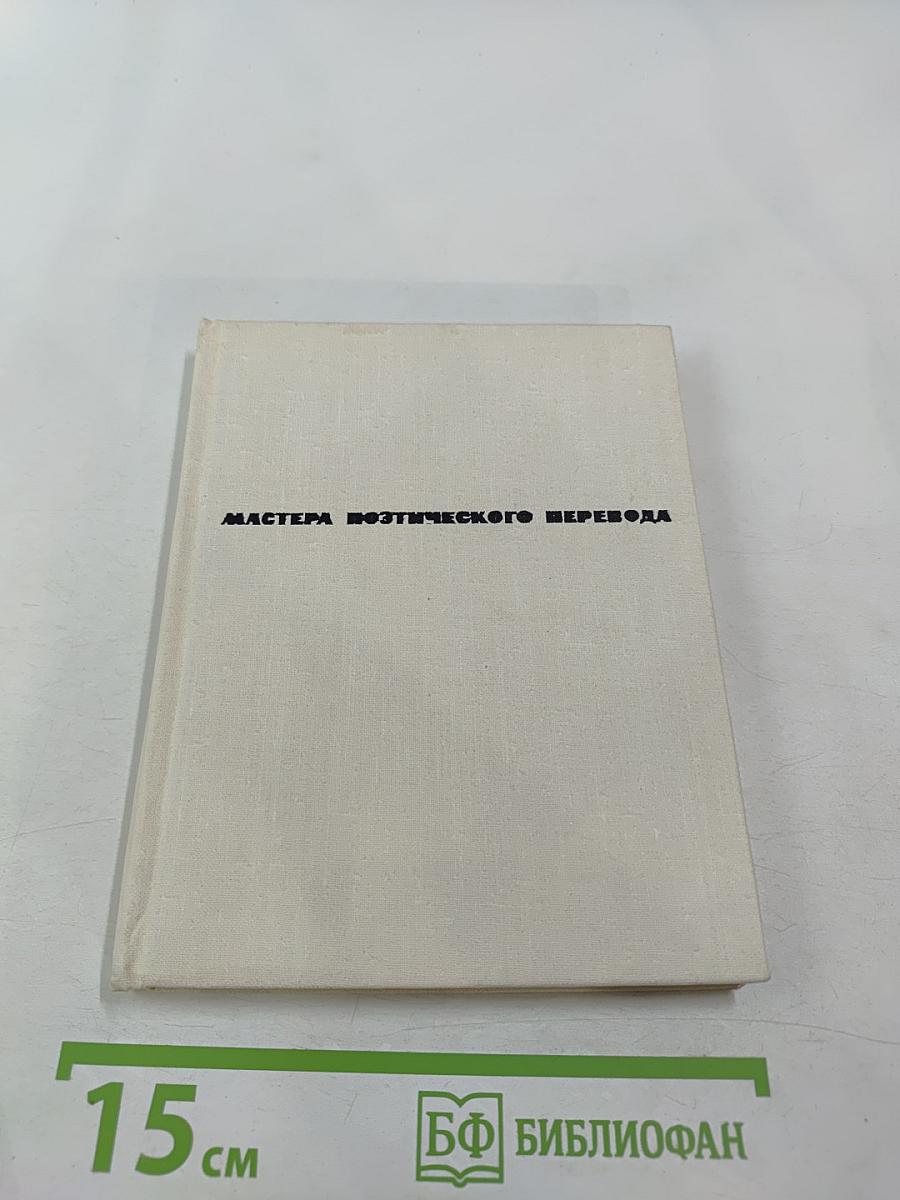 МАСТЕРА ПОЭТИЧЕСКОГО ПЕРЕВОДА
15 см
БФ БИБЛИОФАН